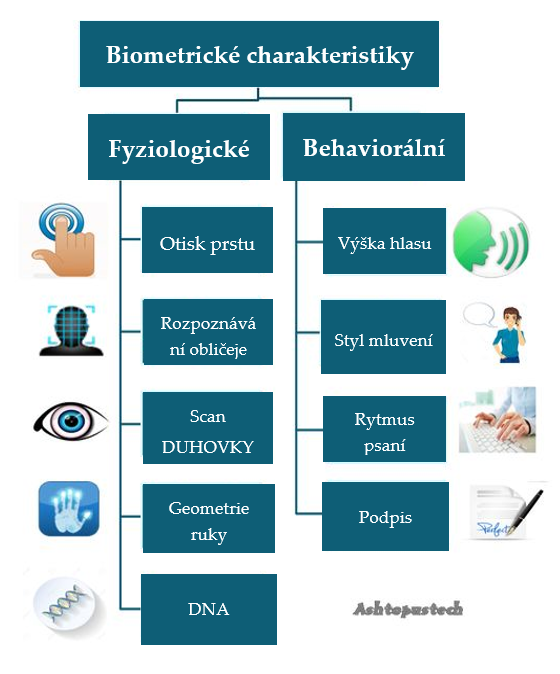 Biometrické charakteristiky
Fyziologické
Behaviorální
Otisk prstu
Rozpoznává
ní obličeje
Scan
DUHOVKY
Geometrie
ruky
DNA
Výška hlasu
Styl mluvení
Rytmus
psaní
Podpis
Perfect
Ashtopustech